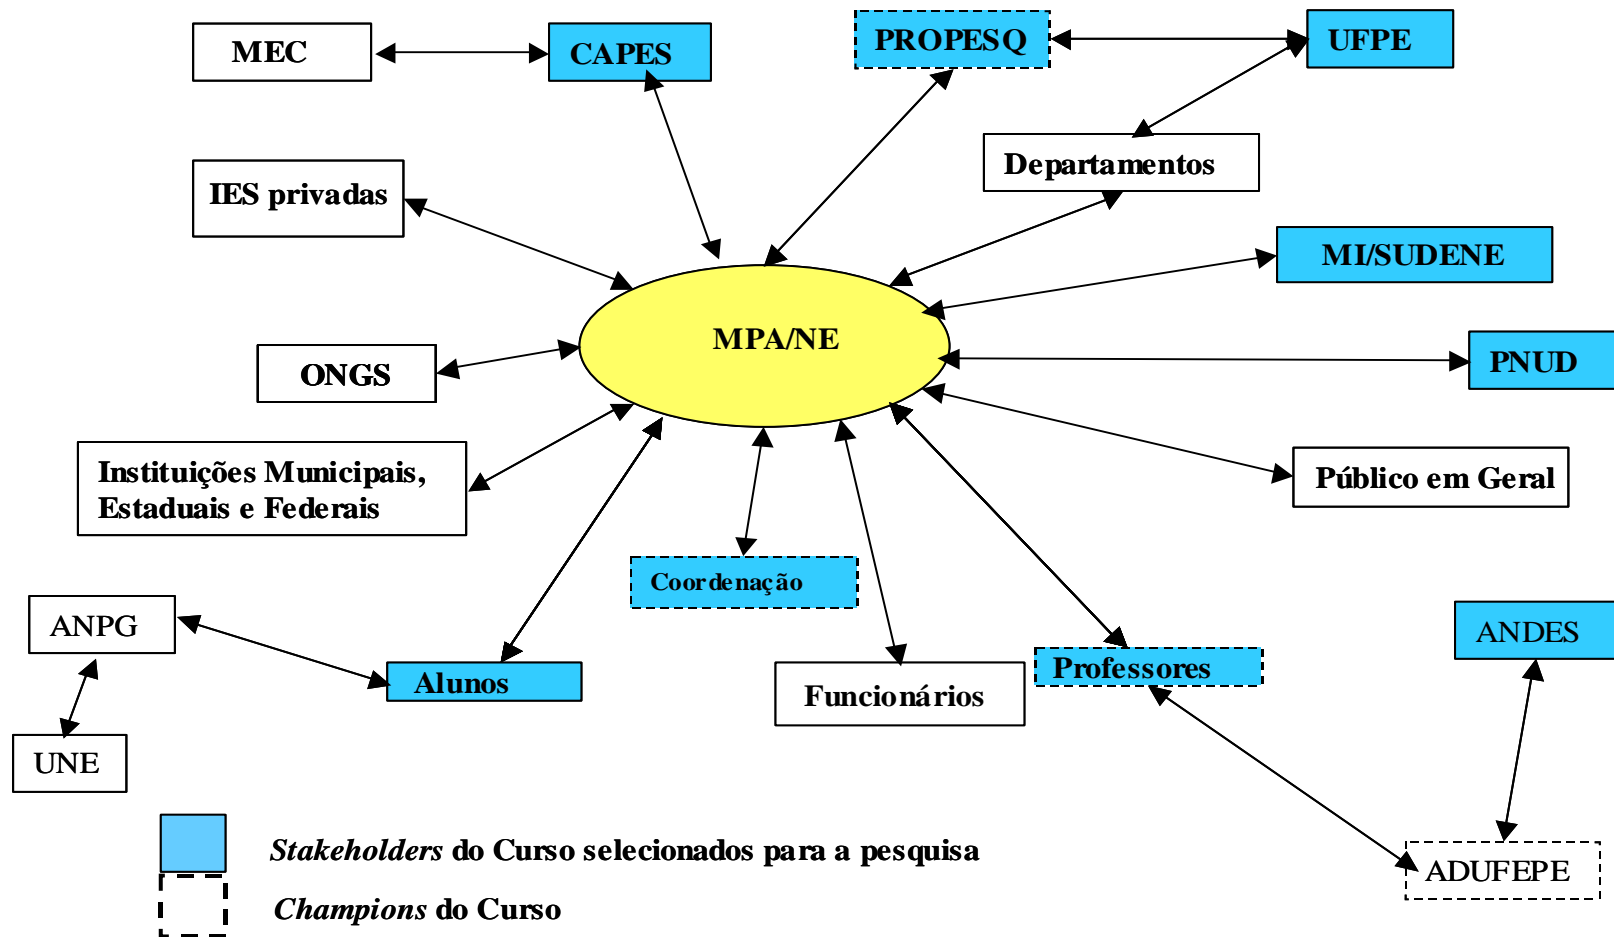 MEC
CAPES
PROPESQ
UFPE
Departamentos
IES privadas
MI/SUDENE
MPA/NE
PNUD
ONGS
Instituições Municipais,
Estaduais e Federais
Público em Geral
Coordenação
ANPG
ANDES
Alunos
Funcionários
Professores
UNE
Stakeholders do Curso selecionados para a pesquisa
ADUFEPE
Champions do Curso